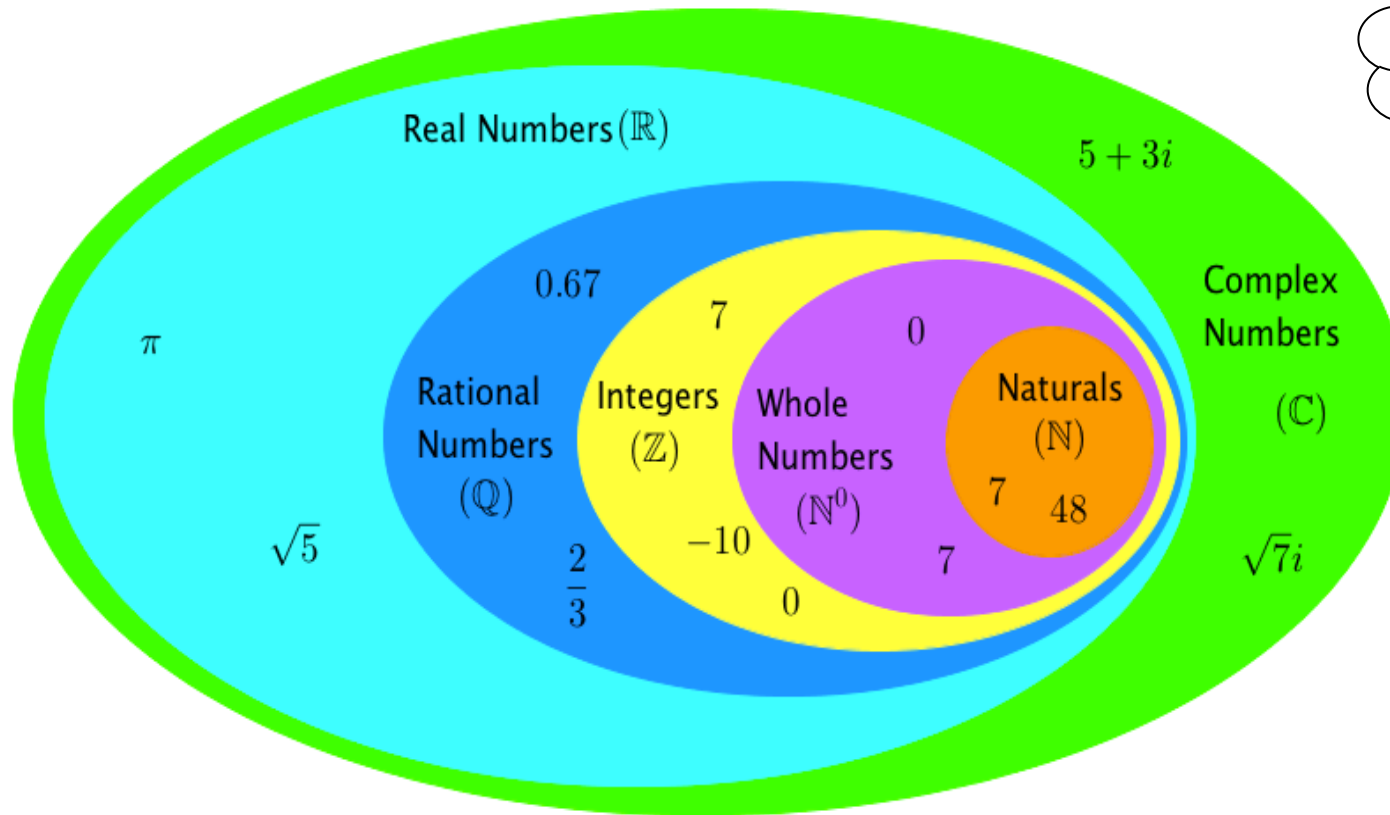 Real Numbers (ℝ)
5 + 3i
0.67
7
0
π
Complex
Numbers
(ℂ)
Rational
Numbers
(ℚ)
Integers
(ℤ)
Whole
Numbers
(ℕ⁰)
Naturals
(ℕ)
7 48
√5
2/3
−10
0
7
√7i